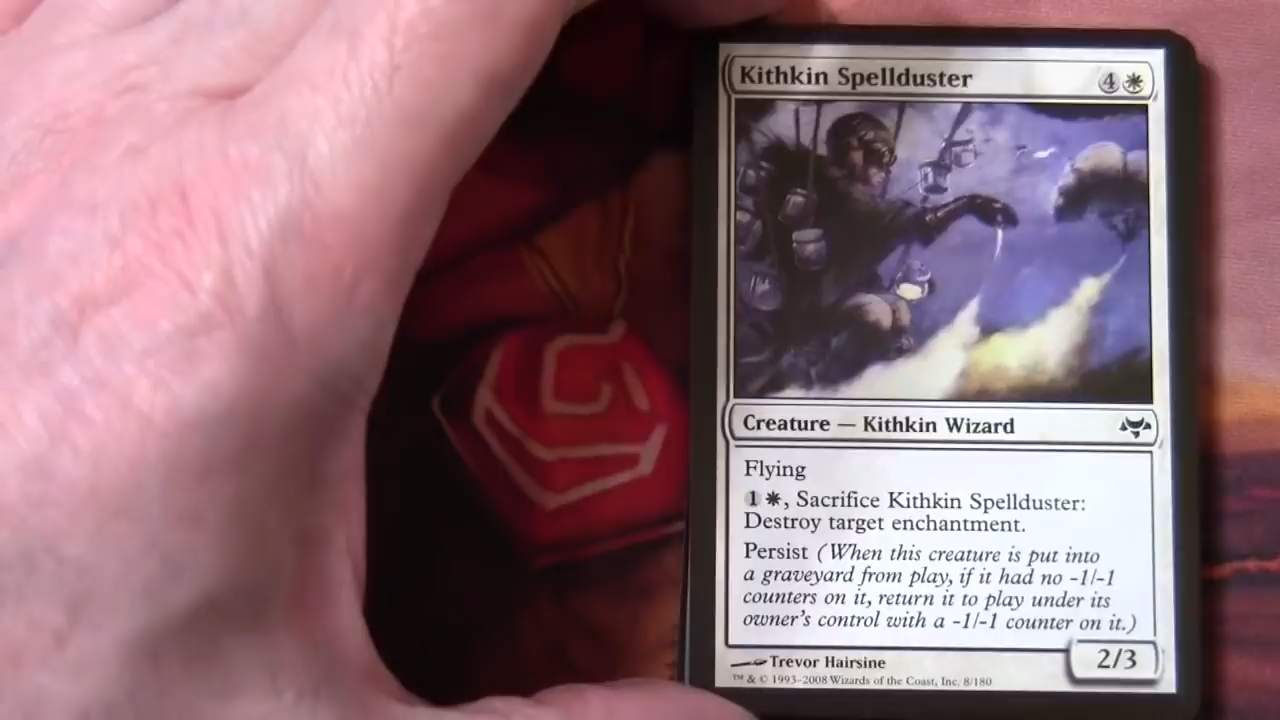 Kithkin Spellduster 4
Creature — Kithkin Wizard
Flying
1, Sacrifice Kithkin Spellduster:
Destroy target enchantment.
Persist (When this creature is put into
a graveyard from play, if it had no -1/-1
counters on it, return it to play under its
owner's control with a -1/-1 counter on it.)
2/3
Trevor Hairsine
™ & © 1993–2008 Wizards of the Coast, Inc. 8/180